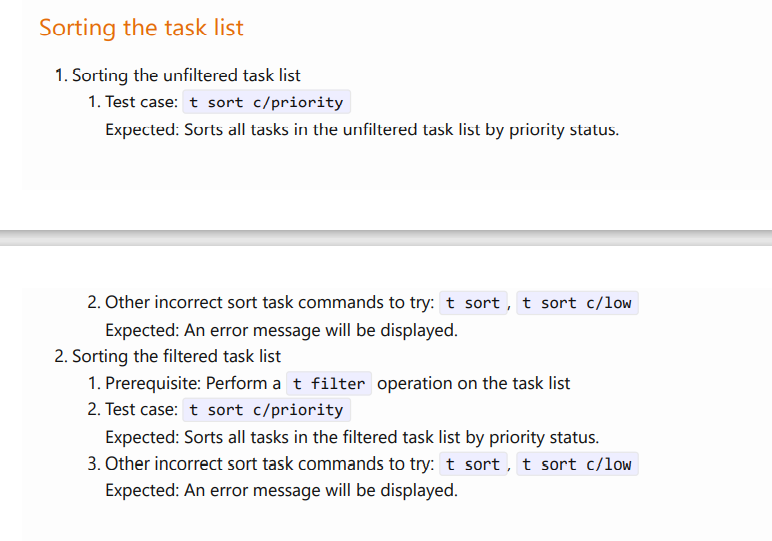 Sorting the task list
1. Sorting the unfiltered task list
1. Test case: t sort c/priority
Expected: Sorts all tasks in the unfiltered task list by priority status.
2. Other incorrect sort task commands to try: t sort , t sort c/low
Expected: An error message will be displayed.
2. Sorting the filtered task list
1. Prerequisite: Perform a t filter operation on the task list
2. Test case: t sort c/priority
Expected: Sorts all tasks in the filtered task list by priority status.
3. Other incorrect sort task commands to try: t sort , t sort c/low
Expected: An error message will be displayed.